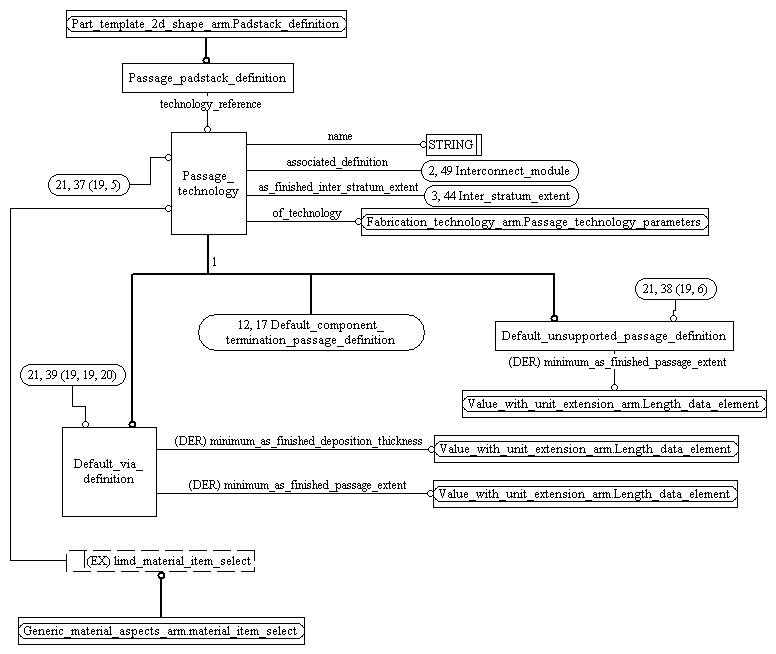 Part_template_2d_shape_arm.Padstack_definition
Passage_padstack_definition
technology_reference
name
STRING
Passage_
technology
associated_definition
2, 49 Interconnect_module
21, 37 (19, 5)
as_finished_inter_stratum_extent
3, 44 Inter_stratum_extent
of_technology
Fabrication_technology_arm.Passage_technology_parameters
1
21, 38 (19, 6)
12, 17 Default_component_
termination_passage_definition
Default_unsupported_passage_definition
(DER) minimum_as_finished_passage_extent
21, 39 (19, 19, 20)
Value_with_unit_extension_arm.Length_data_element
Default_via_
definition
(DER) minimum_as_finished_deposition_thickness
Value_with_unit_extension_arm.Length_data_element
(DER) minimum_as_finished_passage_extent
Value_with_unit_extension_arm.Length_data_element
(EX) limd_material_item_select
Generic_material_aspects_arm.material_item_select